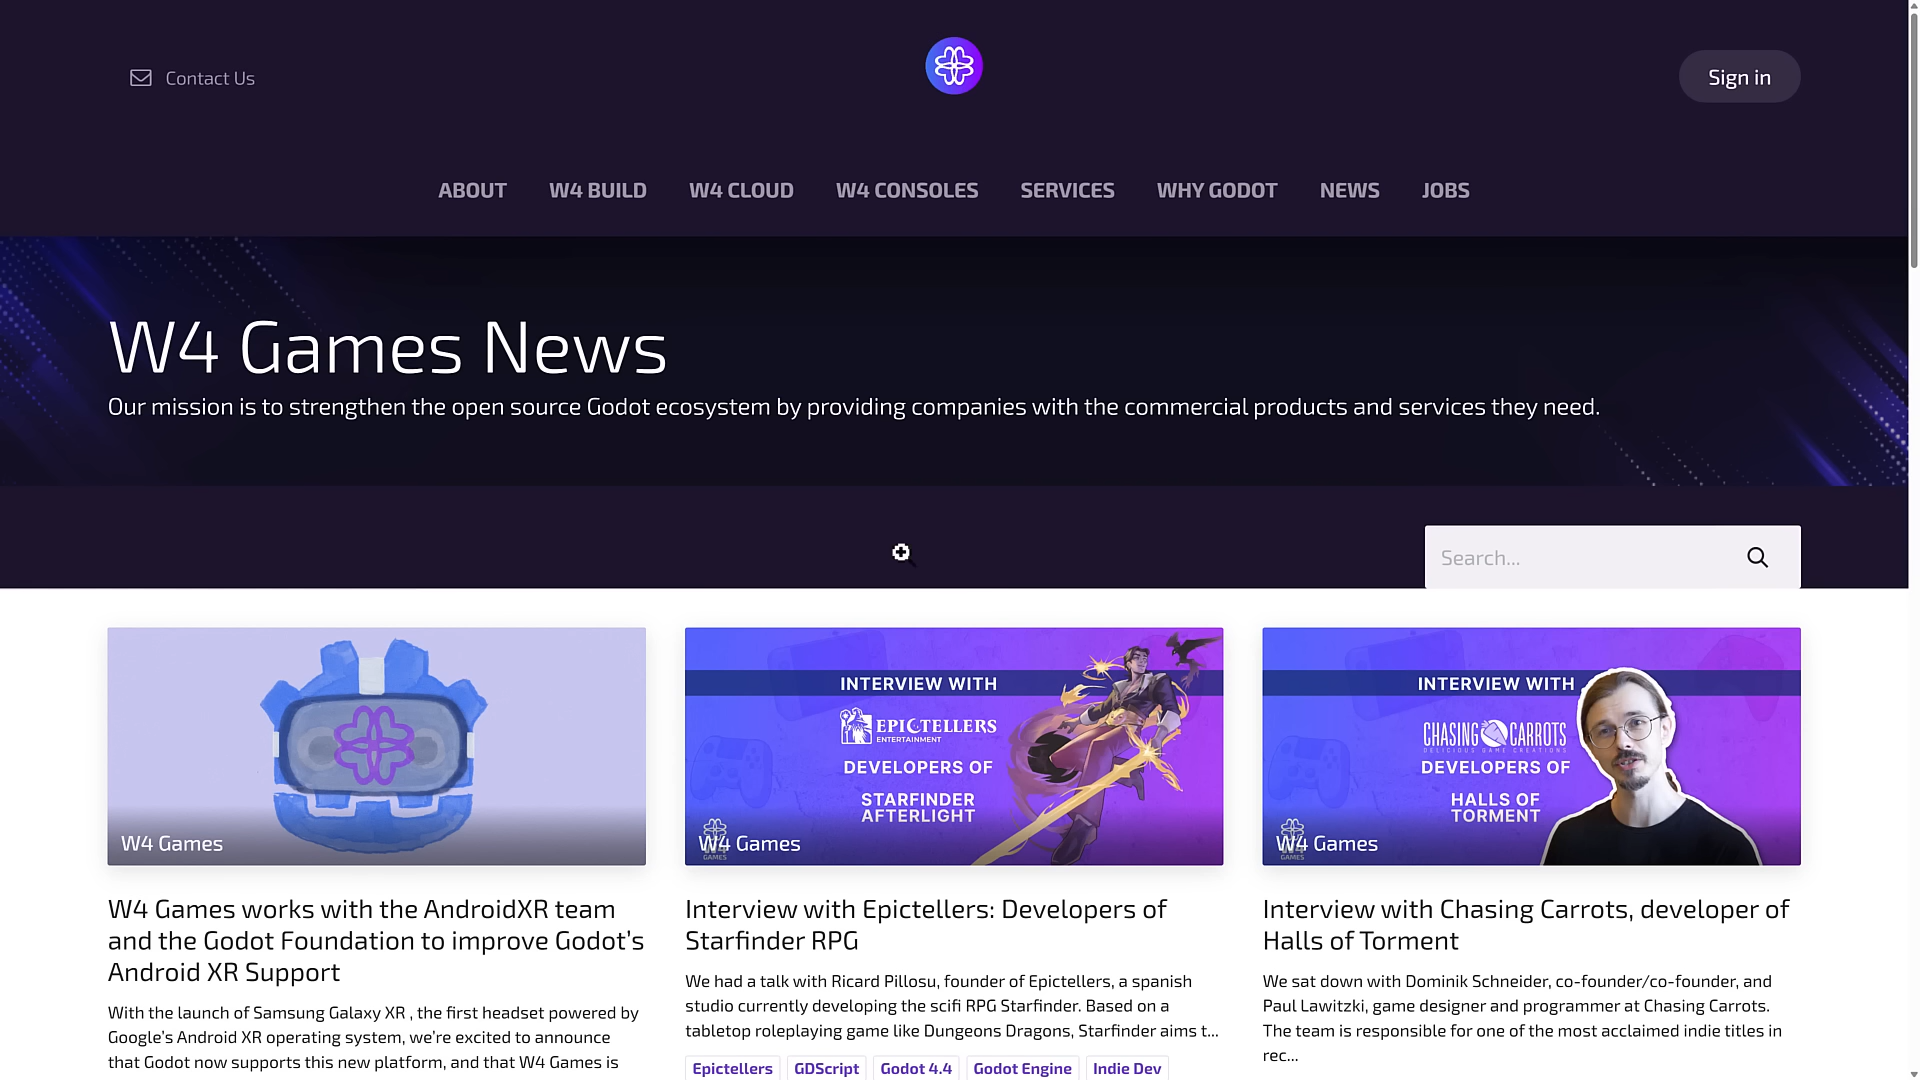 Contact Us
Sign in
ABOUT
W4 BUILD
W4 CLOUD
W4 CONSOLES
SERVICES
WHY GODOT
NEWS
JOBS
W4 Games News
Our mission is to strengthen the open source Godot ecosystem by providing companies with the commercial products and services they need.
Search...
W4 Games
INTERVIEW WITH
EPICTELLERS
ENTERTAINMENT
DEVELOPERS OF
STARFINDER
AFTERLIGHT
W4 Games
W4
GAMES
INTERVIEW WITH
CHASING CARROTS
DELICIOUS GAME CREATIONS
DEVELOPERS OF
HALLS OF
TORMENT
W4 Games
W4
GAMES
W4 Games works with the AndroidXR team
and the Godot Foundation to improve Godot’s
Android XR Support
With the launch of Samsung Galaxy XR , the first headset powered by
Google’s Android XR operating system, we’re excited to announce
that Godot now supports this new platform, and that W4 Games is
Interview with Epictellers: Developers of
Starfinder RPG
We had a talk with Ricard Pillosu, founder of Epictellers, a spanish
studio currently developing the scifi RPG Starfinder. Based on a
tabletop roleplaying game like Dungeons Dragons, Starfinder aims t...
Epictellers
GDScript
Godot 4.4
Godot Engine
Indie Dev
Interview with Chasing Carrots, developer of
Halls of Torment
We sat down with Dominik Schneider, co-founder/co-founder, and
Paul Lawitzki, game designer and programmer at Chasing Carrots.
The team is responsible for one of the most acclaimed indie titles in
rec...